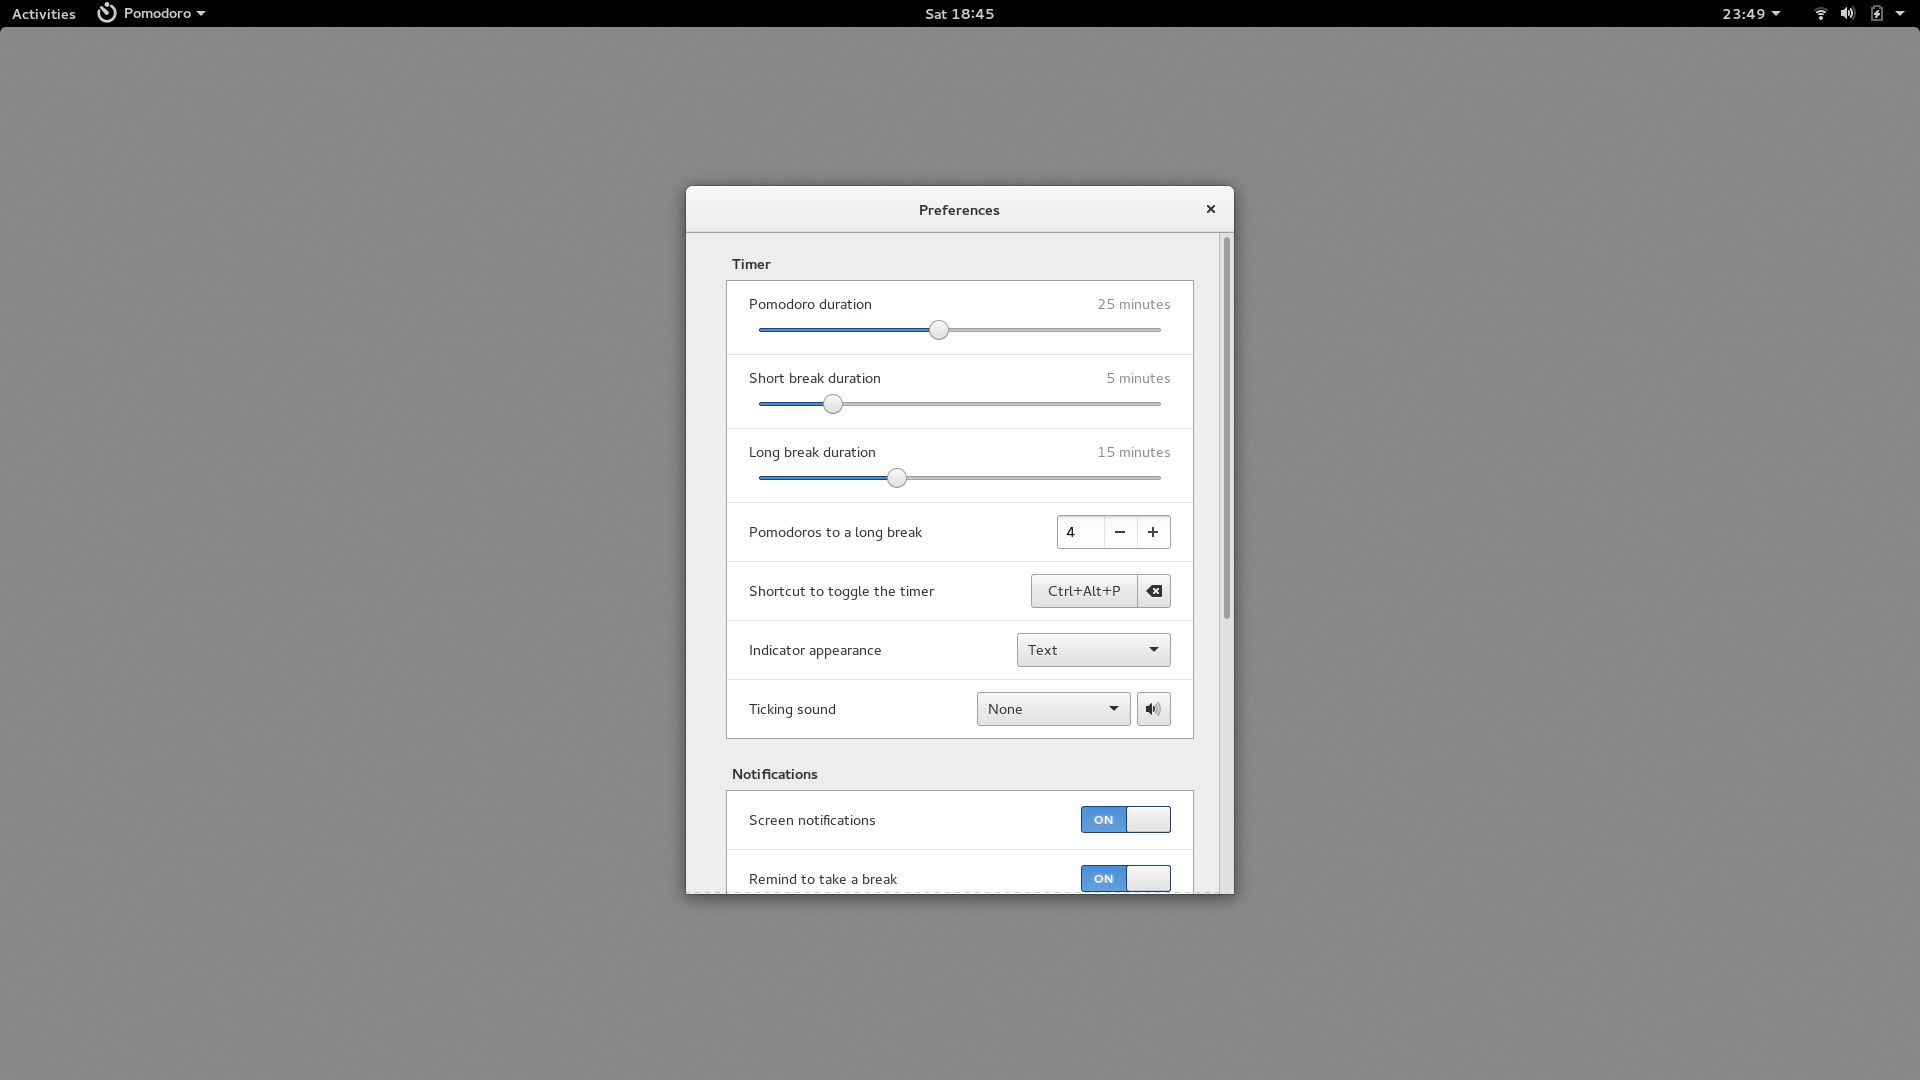 Activities Pomodoro Sat 18:45 23:49
Preferences
Timer
Pomodoro duration 25 minutes
Short break duration 5 minutes
Long break duration 15 minutes
Pomodoros to a long break 4 − +
Shortcut to toggle the timer Ctrl+Alt+P
Indicator appearance Text
Ticking sound None
Notifications
Screen notifications ON
Remind to take a break ON